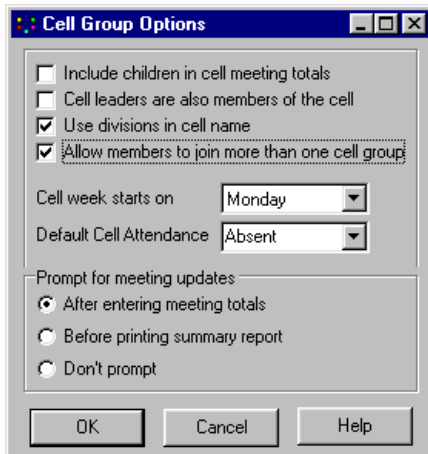 Cell Group Options
Include children in cell meeting totals
Cell leaders are also members of the cell
Use divisions in cell name
Allow members to join more than one cell group
Cell week starts on Monday
Default Cell Attendance Absent
Prompt for meeting updates
After entering meeting totals
Before printing summary report
Don't prompt
OK Cancel Help